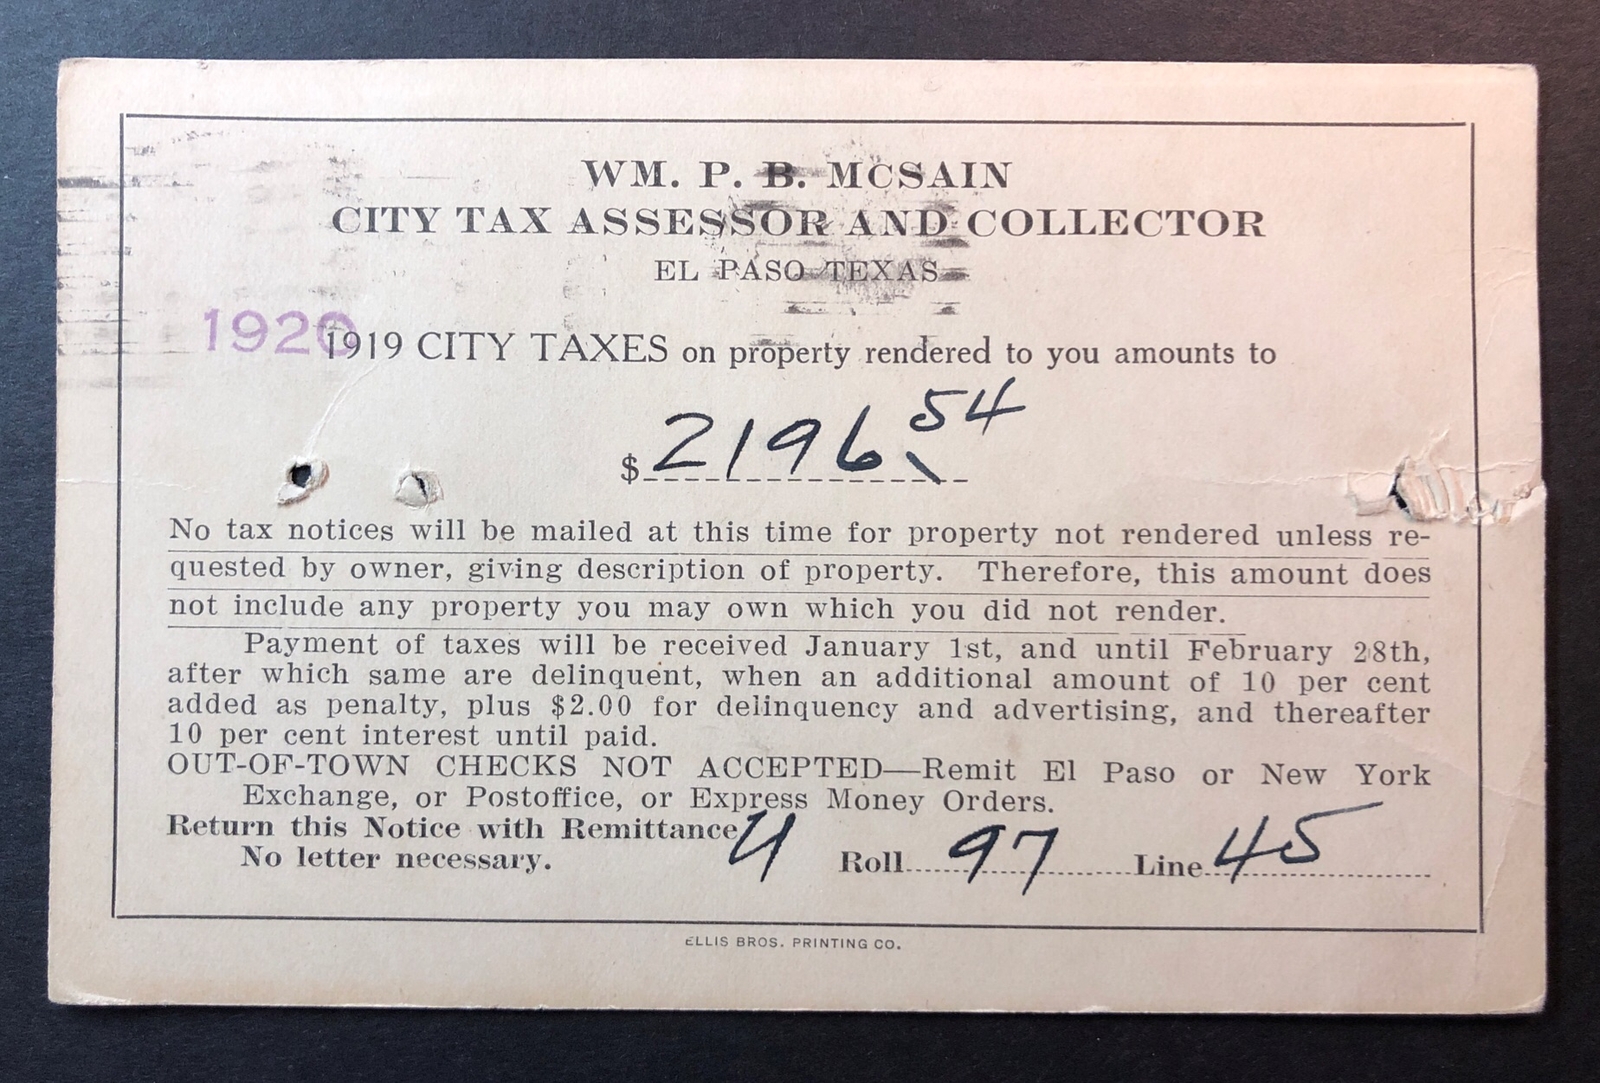 WM. P. B. MCSAIN
CITY TAX ASSESSOR AND COLLECTOR
EL PASO TEXAS
1920
1919 CITY TAXES on property rendered to you amounts to
$ 2196.54
No tax notices will be mailed at this time for property not rendered unless re-
quested by owner, giving description of property. Therefore, this amount does
not include any property you may own which you did not render.
Payment of taxes will be received January 1st, and until February 28th,
after which same are delinquent, when an additional amount of 10 per cent
added as penalty, plus $2.00 for delinquency and advertising, and thereafter
10 per cent interest until paid.
OUT-OF-TOWN CHECKS NOT ACCEPTED—Remit El Paso or New York
Exchange, or Postoffice, or Express Money Orders.
Return this Notice with Remittance
No letter necessary. Roll 97 Line 45
ELLIS BROS. PRINTING CO.